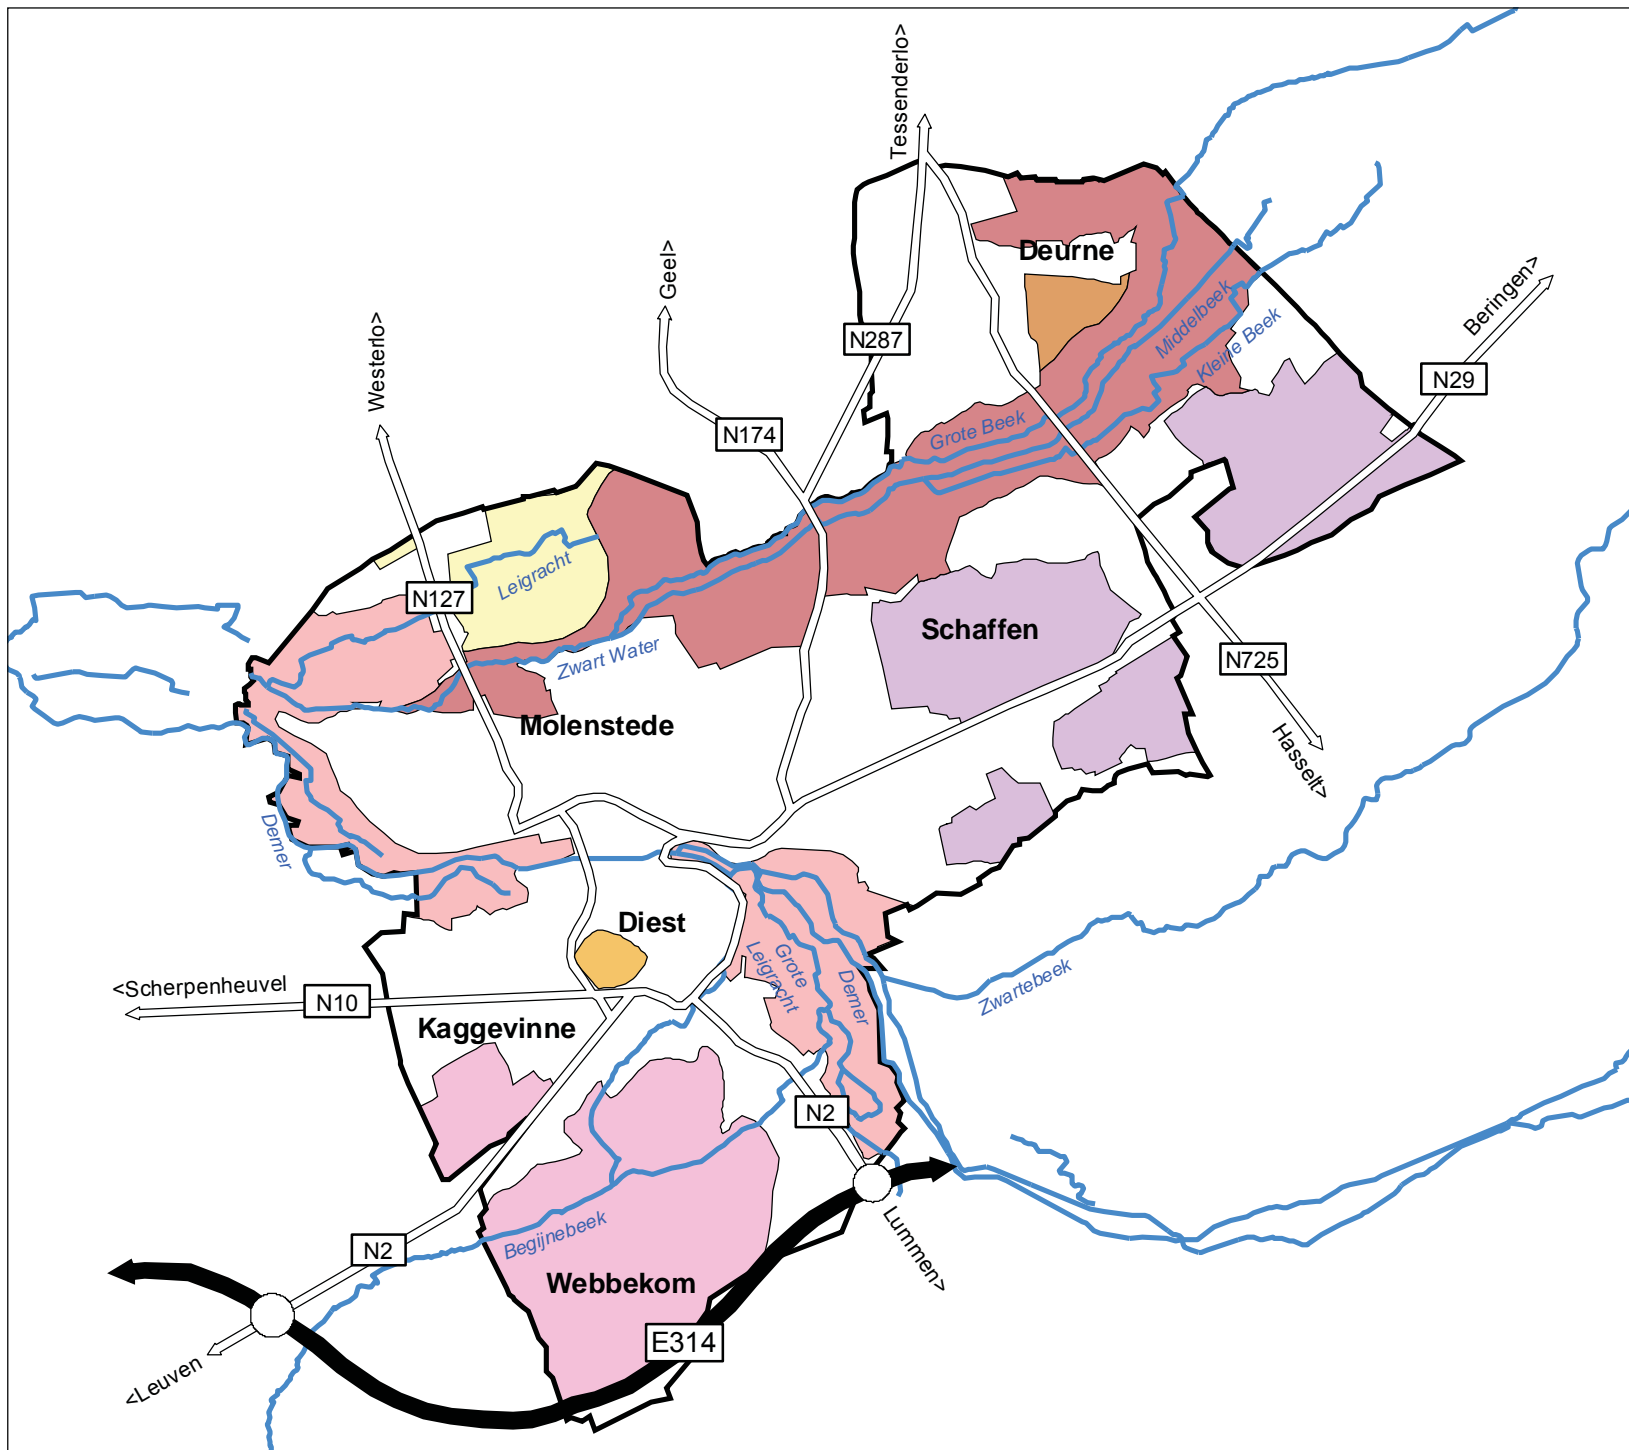 Tessenderlo>
Geel>
Westerlo>
Deurne
Beringen>
Middelbeek
Kleine Beek
N287
N29
N174
Grote Beek
Leigracht
N127
Schaffen
Zwart Water
N725
Molenstede
Hasselt>
Demer
Diest
Grote
Leigracht
Demer
Zwartebeek
<Scherpenheuvel
N10
Kaggevinne
N2
Begijnebeek
Lummen>
N2
Webbekom
E314
<Leuven